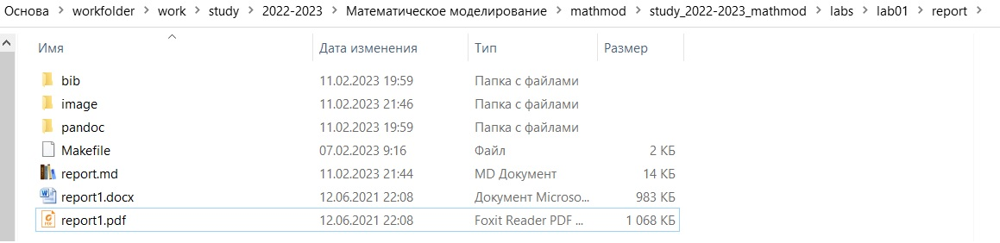 Основа > workfolder > work > study > 2022-2023 > Математическое моделирование > mathmod > study_2022-2023_mathmod > labs > lab01 > report >
Имя Дата изменения Тип Размер
bib 11.02.2023 19:59 Папка с файлами
image 11.02.2023 21:46 Папка с файлами
pandoc 11.02.2023 19:59 Папка с файлами
Makefile 07.02.2023 9:16 Файл 2 КБ
report.md 11.02.2023 21:44 MD Документ 14 КБ
report1.docx 12.06.2021 22:08 Документ Microso... 983 КБ
report1.pdf 12.06.2021 22:08 Foxit Reader PDF ... 1 068 КБ